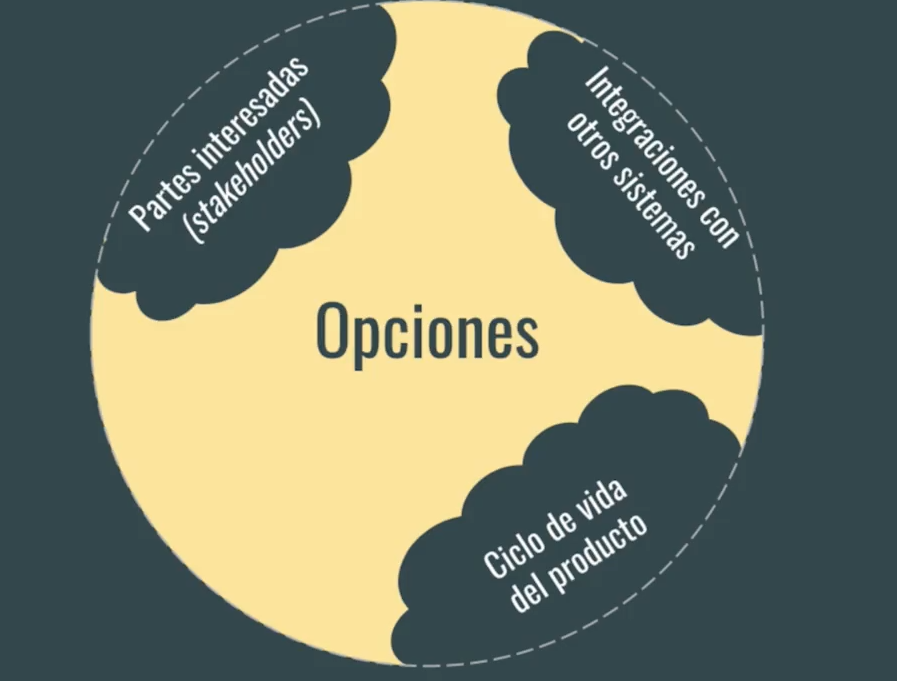 Partes interesadas
(stakeholders)
Integraciones con
otros sistemas
Opciones
Ciclo de vida
del producto